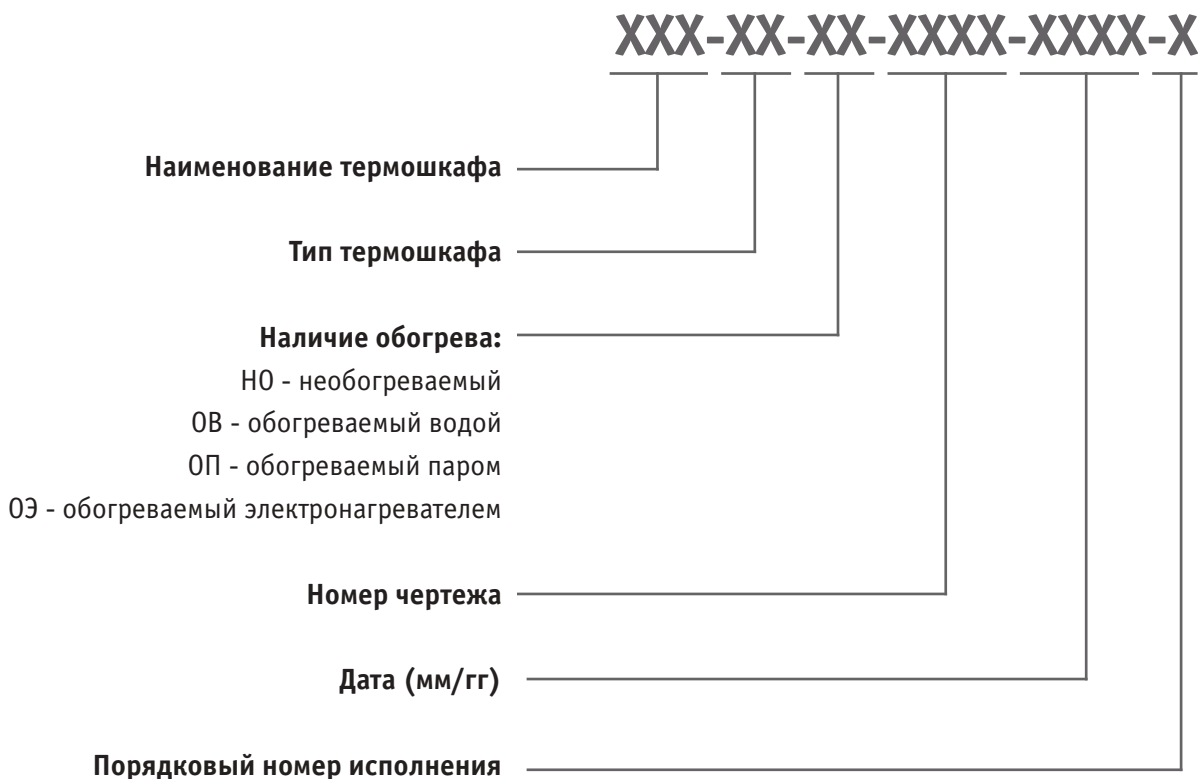 XXX-XX-XX-XXXX-XXXX-X
Наименование термошкафа
Тип термошкафа
Наличие обогрева:
НО - необогреваемый
ОВ - обогреваемый водой
ОП - обогреваемый паром
ОЭ - обогреваемый электронагревателем
Номер чертежа
Дата (мм/гг)
Порядковый номер исполнения